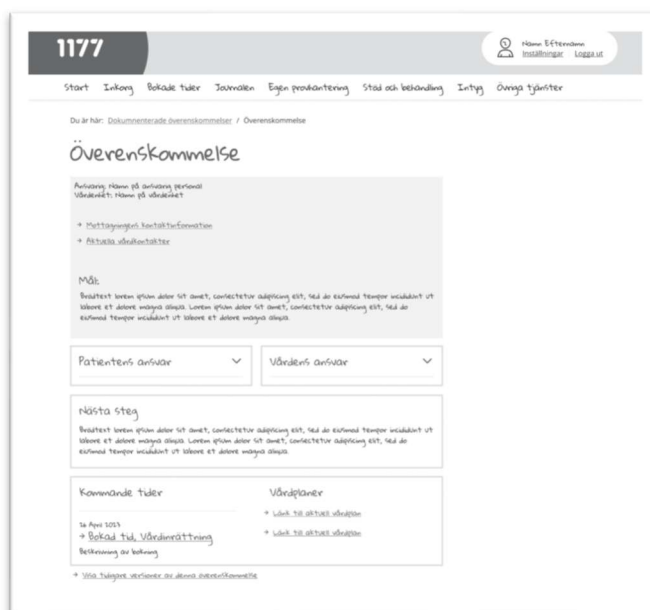 1177
Namn Efternamn
Inställningar Logga ut
Start Inkorg Bokade tider Journalen Egen provhantering Stöd och behandling Intyg Övriga tjänster
Du är här: Dokumnenterade överenskommelser / Överenskommelse
Överenskommelse
Ansvarig: Namn på ansvarig personal
Vårdenhet: Namn på vårdenhet
→ Mottagningens kontaktinformation
→ Aktuella vårdkontakter
Mål:
Brödtext lorem ipsum dolor sit amet, consectetur adipiscing elit, sed do eiusmod tempor incididunt ut
labore et dolore magna aliqua. Lorem ipsum dolor sit amet, consectetur adipiscing elit, sed do
eiusmod tempor incididunt ut labore et dolore magna aliqua.
Patientens ansvar
Vårdens ansvar
Nästa steg
Brödtext lorem ipsum dolor sit amet, consectetur adipiscing elit, sed do eiusmod tempor incididunt ut
labore et dolore magna aliqua. Lorem ipsum dolor sit amet, consectetur adipiscing elit, sed do
eiusmod tempor incididunt ut labore et dolore magna aliqua.
Kommande tider
26 April 2023
→ Bokad tid, Vårdinrättning
Beskrivning av bokning
Vårdplaner
→ Länk till aktuell vårdplan
→ Länk till aktuell vårdplan
→ Visa tidigare versioner av denna överenskommelse